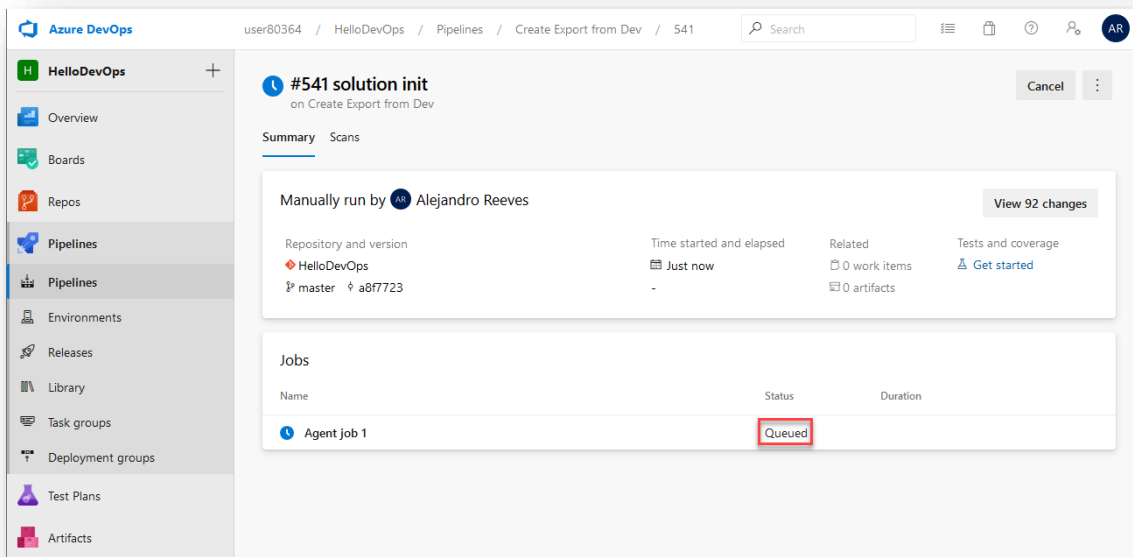 Azure DevOps
user80364 / HelloDevOps / Pipelines / Create Export from Dev / 541
Search
AR
H HelloDevOps +
Overview
Boards
Repos
Pipelines
Pipelines
Environments
Releases
Library
Task groups
Deployment groups
Test Plans
Artifacts
#541 solution init
on Create Export from Dev
Cancel
Summary Scans
Manually run by AR Alejandro Reeves
View 92 changes
Repository and version
HelloDevOps
master a8f7723
Time started and elapsed
Just now
-
Related
0 work items
0 artifacts
Tests and coverage
Get started
Jobs
Name Status Duration
Agent job 1 Queued